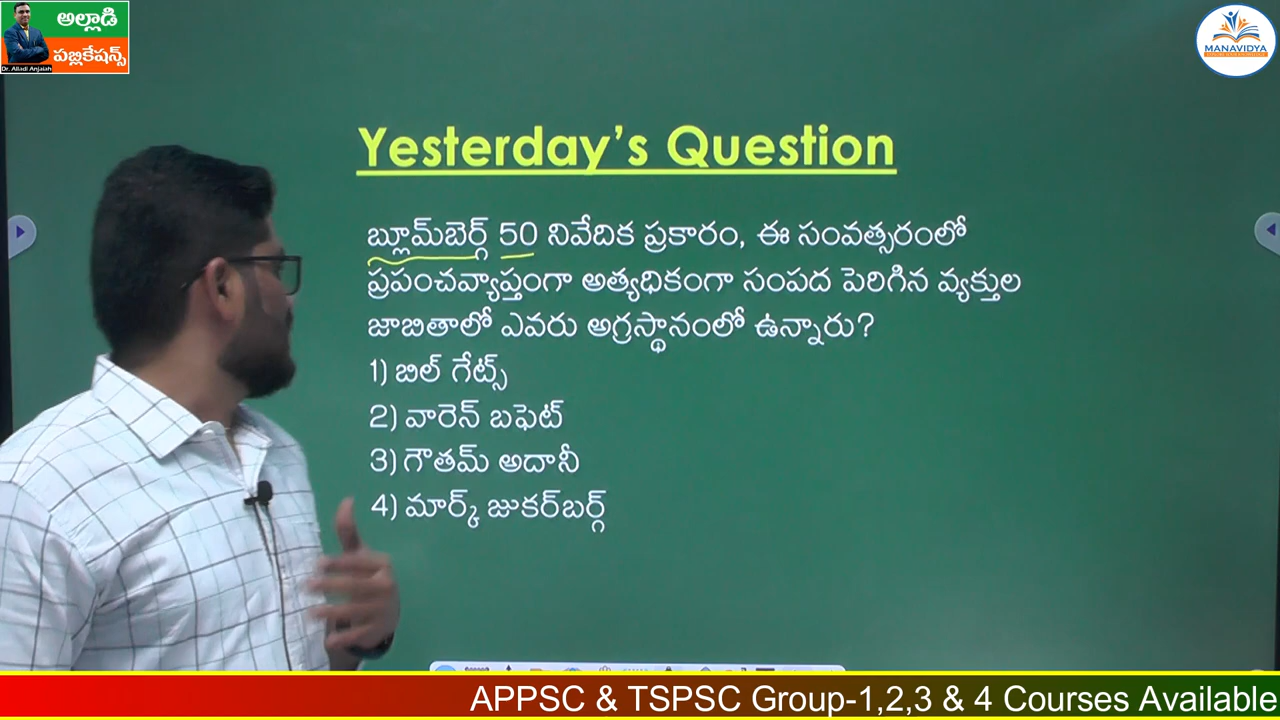 అల్లాడి
పబ్లికేషన్స్
Dr. Alladi Anjaiah
MANAVIDYA
Yesterday's Question
బ్లూమ్‌బెర్గ్ 50 నివేదిక ప్రకారం, ఈ సంవత్సరంలో
ప్రపంచవ్యాప్తంగా అత్యధికంగా సంపద పెరిగిన వ్యక్తుల
జాబితాలో ఎవరు అగ్రస్థానంలో ఉన్నారు?
1) బిల్ గేట్స్
2) వారెన్ బఫెట్
3) గౌతమ్ అదానీ
4) మార్క్ జుకర్‌బర్గ్
APPSC & TSPSC Group-1,2,3 & 4 Courses Available